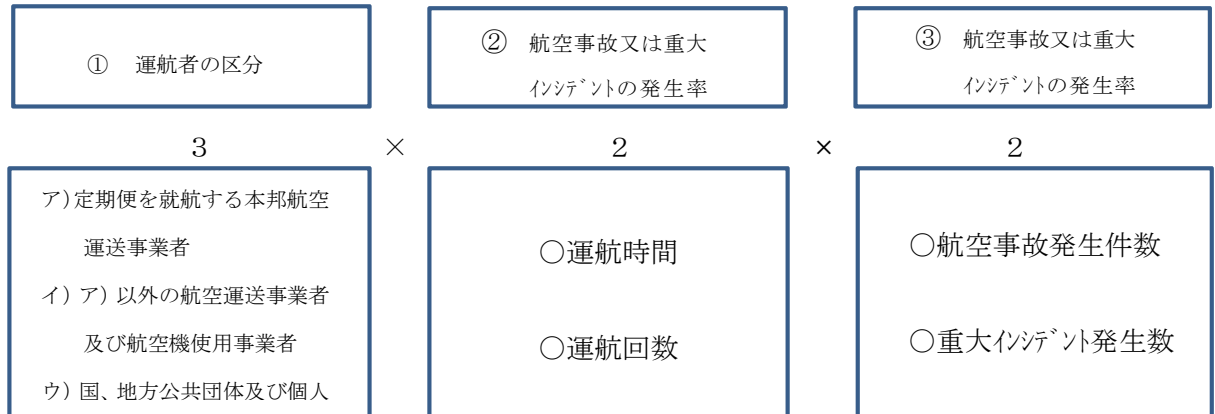 ① 運航者の区分
② 航空事故又は重大
インシデントの発生率
③ 航空事故又は重大
インシデントの発生率
3 × 2 × 2
ア)定期便を就航する本邦航空
運送事業者
イ)ア)以外の航空運送事業者
及び航空機使用事業者
ウ)国、地方公共団体及び個人
○運航時間
○運航回数
○航空事故発生件数
○重大インシデント発生数